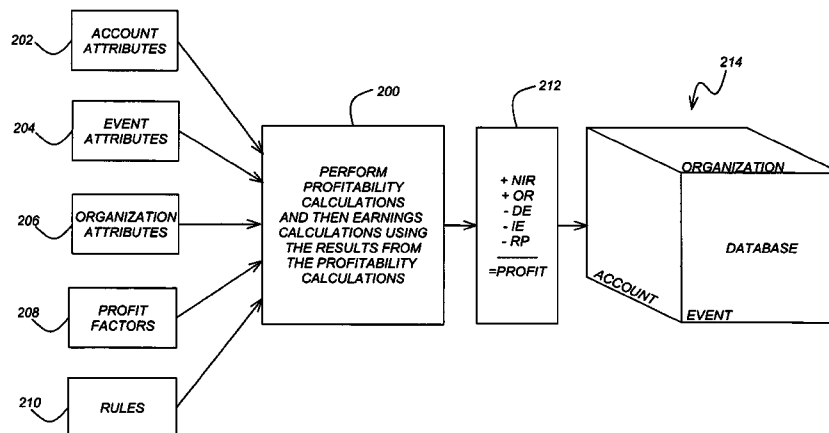 202
ACCOUNT
ATTRIBUTES
204
EVENT
ATTRIBUTES
206
ORGANIZATION
ATTRIBUTES
208
PROFIT
FACTORS
210
RULES
200
PERFORM
PROFITABILITY
CALCULATIONS
AND THEN EARNINGS
CALCULATIONS USING
THE RESULTS FROM
THE PROFITABILITY
CALCULATIONS
212
+ NIR
+ OR
- DE
- IE
- RP
=PROFIT
214
ORGANIZATION
DATABASE
ACCOUNT
EVENT